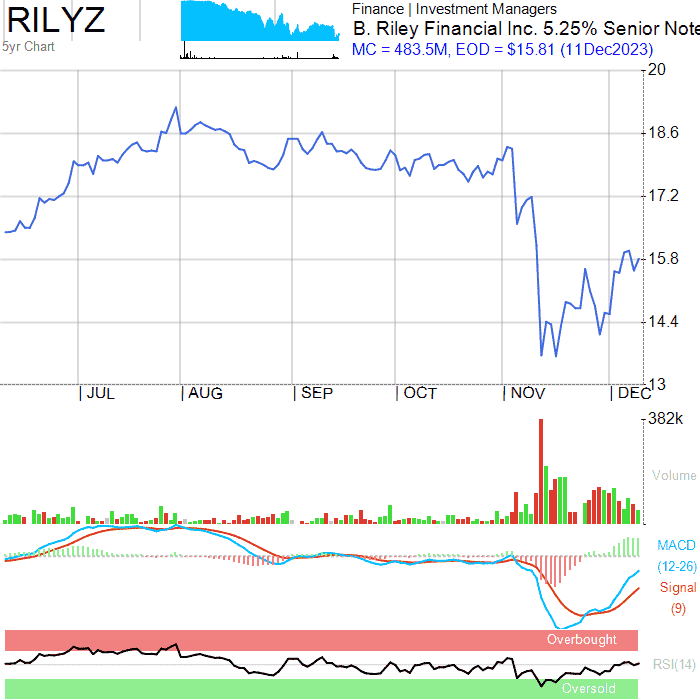 RILYZ
5yr Chart
Finance | Investment Managers
B. Riley Financial Inc. 5.25% Senior Note
MC = 483.5M, EOD = $15.81 (11Dec2023)
20
18.6
17.2
15.8
14.4
13
JUL AUG SEP OCT NOV DEC
382k
Volume
MACD
(12-26)
Signal
(9)
Overbought
RSI(14)
Oversold